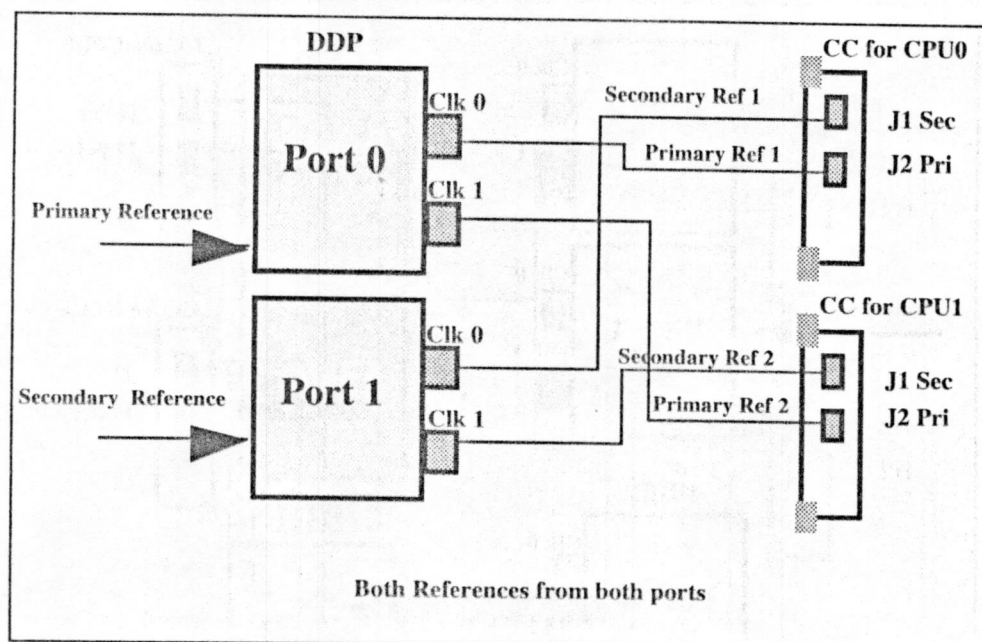 DDP
CC for CPU0
Clk 0
Secondary Ref 1
J1 Sec
Port 0
Primary Ref 1
J2 Pri
Clk 1
Primary Reference
CC for CPU1
Clk 0
Secondary Ref 2
J1 Sec
Port 1
Secondary Reference
Clk 1
Primary Ref 2
J2 Pri
Both References from both ports